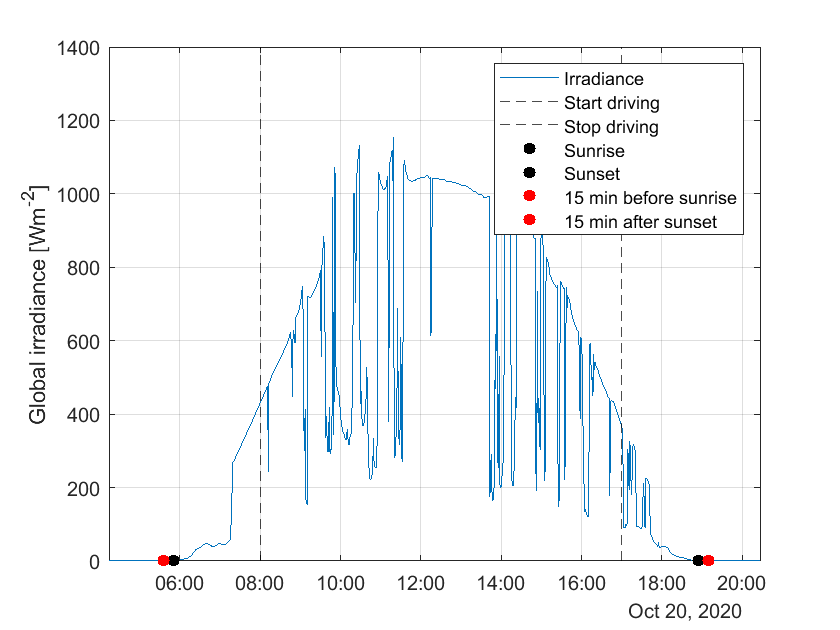 1400
1200
1000
800
600
400
200
0
Global irradiance [Wm-2]
Irradiance
Start driving
Stop driving
Sunrise
Sunset
15 min before sunrise
15 min after sunset
06:00 08:00 10:00 12:00 14:00 16:00 18:00 20:00
Oct 20, 2020